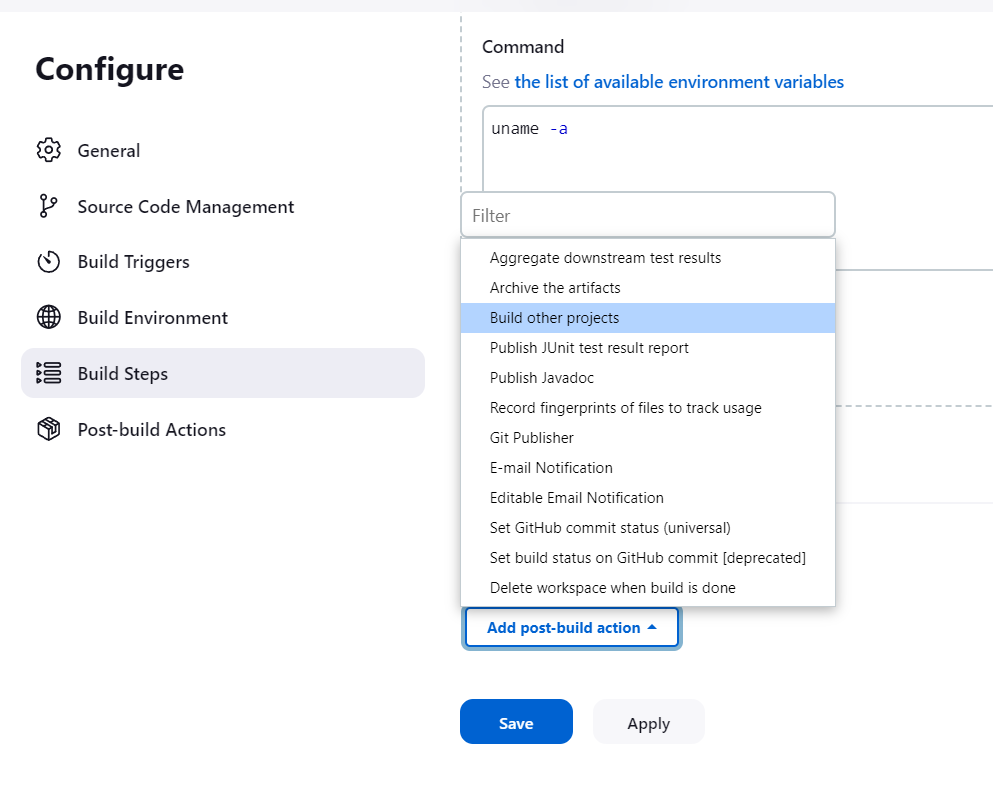 Configure
General
Source Code Management
Build Triggers
Build Environment
Build Steps
Post-build Actions
Command
See the list of available environment variables
uname -a
Filter
Aggregate downstream test results
Archive the artifacts
Build other projects
Publish JUnit test result report
Publish Javadoc
Record fingerprints of files to track usage
Git Publisher
E-mail Notification
Editable Email Notification
Set GitHub commit status (universal)
Set build status on GitHub commit [deprecated]
Delete workspace when build is done
Add post-build action
Save
Apply